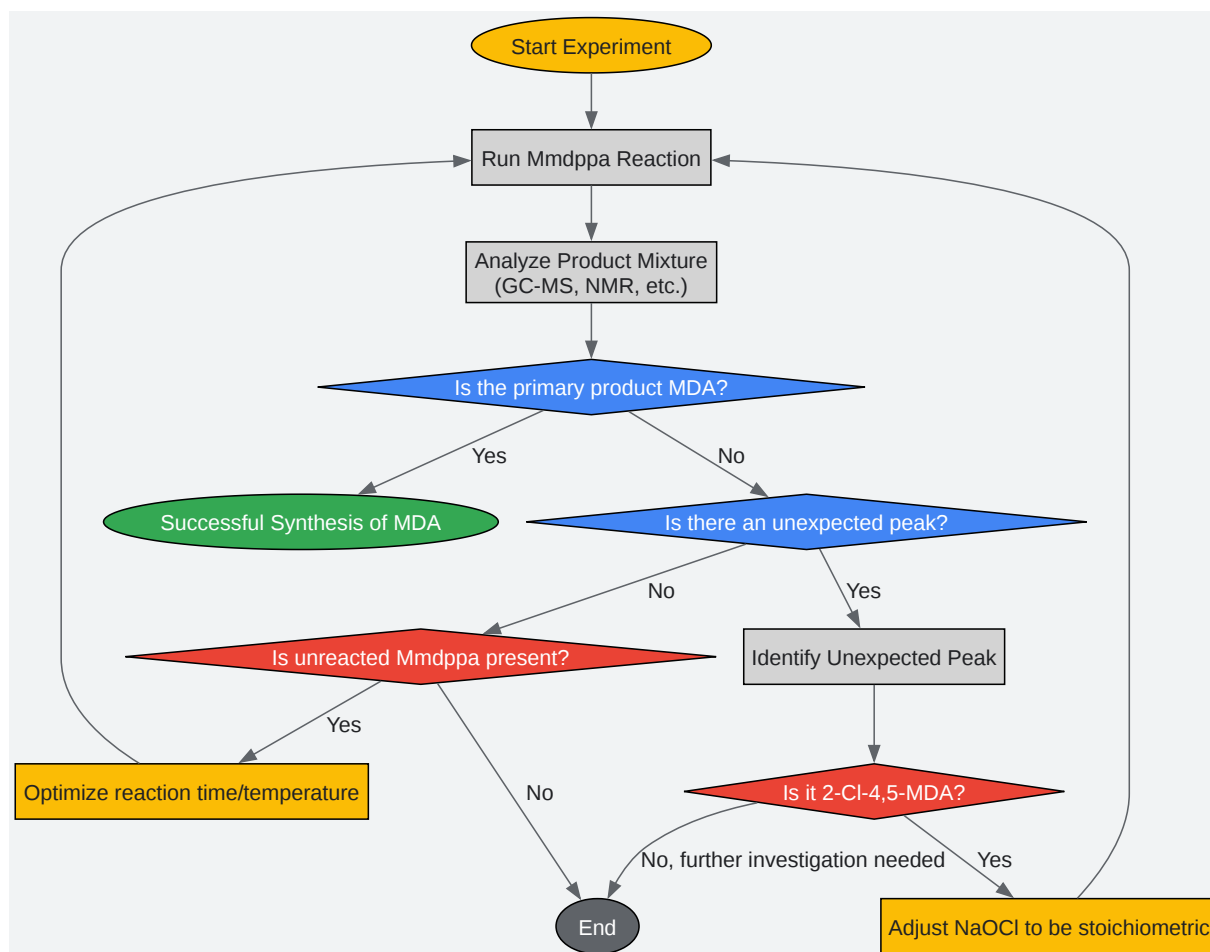 Start Experiment
Run Mmdppa Reaction
Analyze Product Mixture
(GC-MS, NMR, etc.)
Is the primary product MDA?
Yes
No
Successful Synthesis of MDA
Is there an unexpected peak?
No
Yes
Is unreacted Mmdppa present?
Identify Unexpected Peak
Yes
No
Optimize reaction time/temperature
Is it 2-Cl-4,5-MDA?
No, further investigation needed
Yes
End
Adjust NaOCl to be stoichiometric